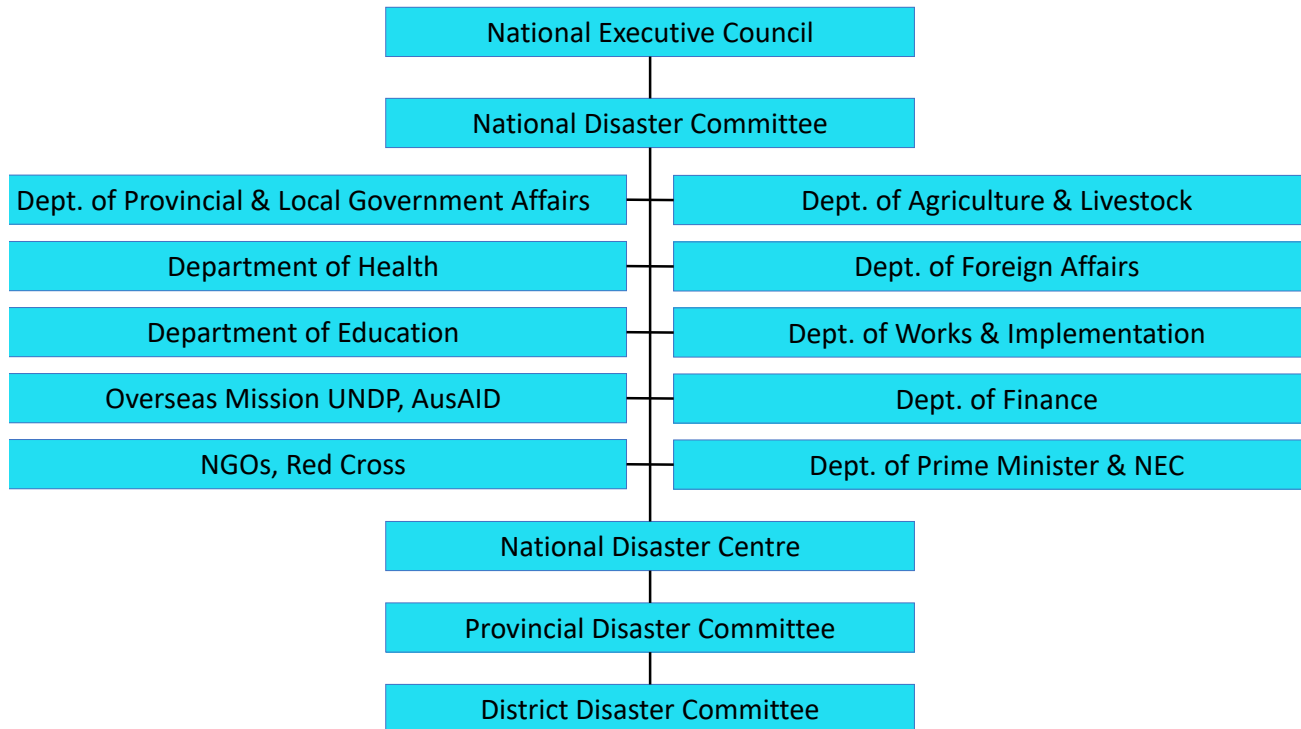 National Executive Council
National Disaster Committee
Dept. of Provincial & Local Government Affairs
Dept. of Agriculture & Livestock
Department of Health
Dept. of Foreign Affairs
Department of Education
Dept. of Works & Implementation
Overseas Mission UNDP, AusAID
Dept. of Finance
NGOs, Red Cross
Dept. of Prime Minister & NEC
National Disaster Centre
Provincial Disaster Committee
District Disaster Committee